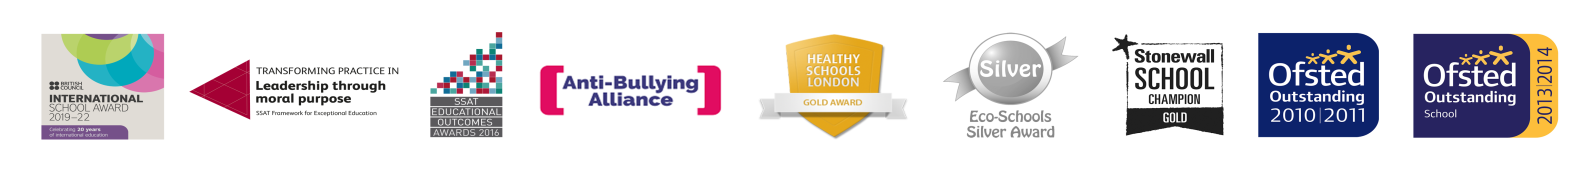 BRITISH
COUNCIL
INTERNATIONAL
SCHOOL AWARD
2019–22
Celebrating 20 years
of international education
TRANSFORMING PRACTICE IN
Leadership through
moral purpose
SSAT Framework for Exceptional Education
SSAT
EDUCATIONAL
OUTCOMES
AWARDS 2016
Anti-Bullying
Alliance
HEALTHY
SCHOOLS
LONDON
GOLD AWARD
Silver
Eco-Schools
Silver Award
Stonewall
SCHOOL
CHAMPION
GOLD
Ofsted
Outstanding
2010|2011
Ofsted
Outstanding
School
2013|2014